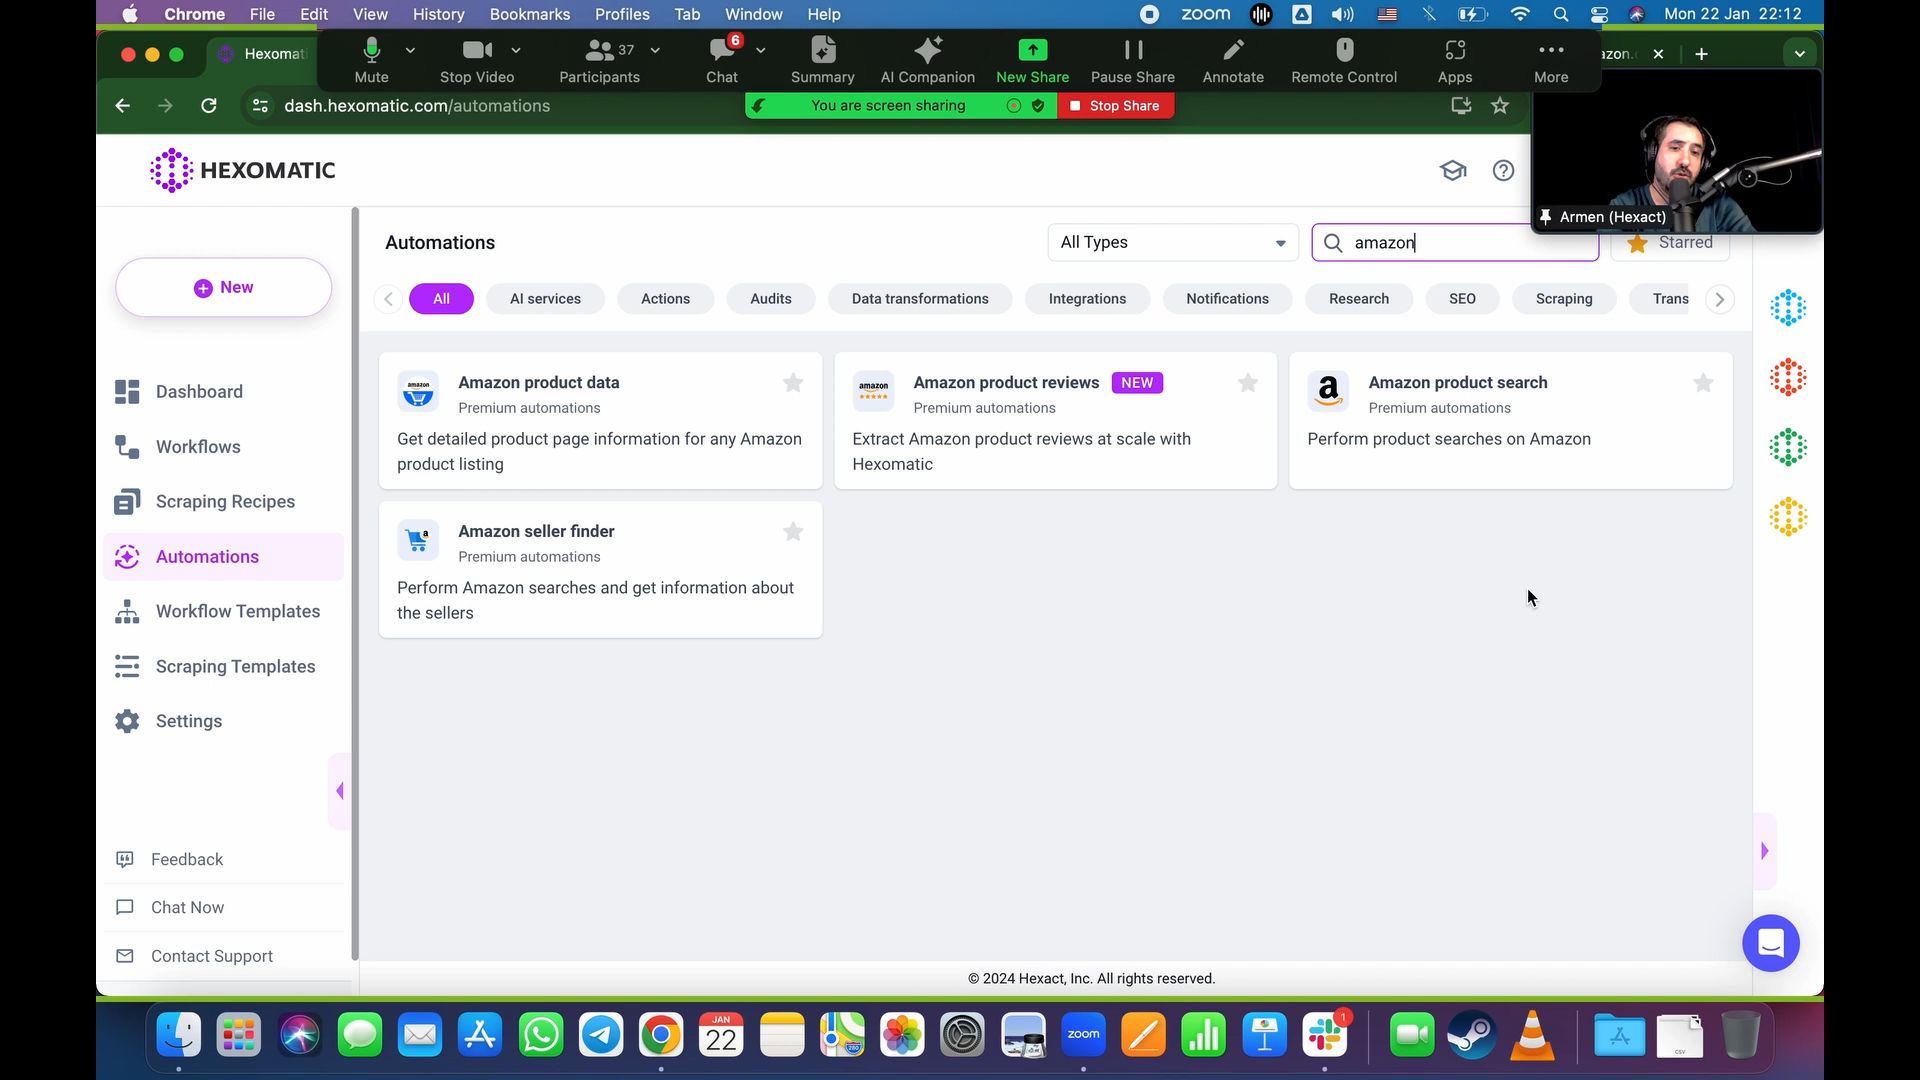 Chrome File Edit View History Bookmarks Profiles Tab Window Help
zoom
Mon 22 Jan 22:12
Hexomat
Mute
Stop Video
37
Participants
6
Chat
Summary
AI Companion
New Share
Pause Share
Annotate
Remote Control
Apps
More
azon.
dash.hexomatic.com/automations
You are screen sharing
Stop Share
HEXOMATIC
Armen (Hexact)
Automations
All Types
amazon
Starred
New
All
AI services
Actions
Audits
Data transformations
Integrations
Notifications
Research
SEO
Scraping
Trans
Dashboard
Workflows
Scraping Recipes
Automations
Workflow Templates
Scraping Templates
Settings
Feedback
Chat Now
Contact Support
amazon
Amazon product data
Premium automations
Get detailed product page information for any Amazon
product listing
amazon
Amazon product reviews NEW
Premium automations
Extract Amazon product reviews at scale with
Hexomatic
a
Amazon product search
Premium automations
Perform product searches on Amazon
a
Amazon seller finder
Premium automations
Perform Amazon searches and get information about
the sellers
© 2024 Hexact, Inc. All rights reserved.
JAN
22
zoom
1
CSV